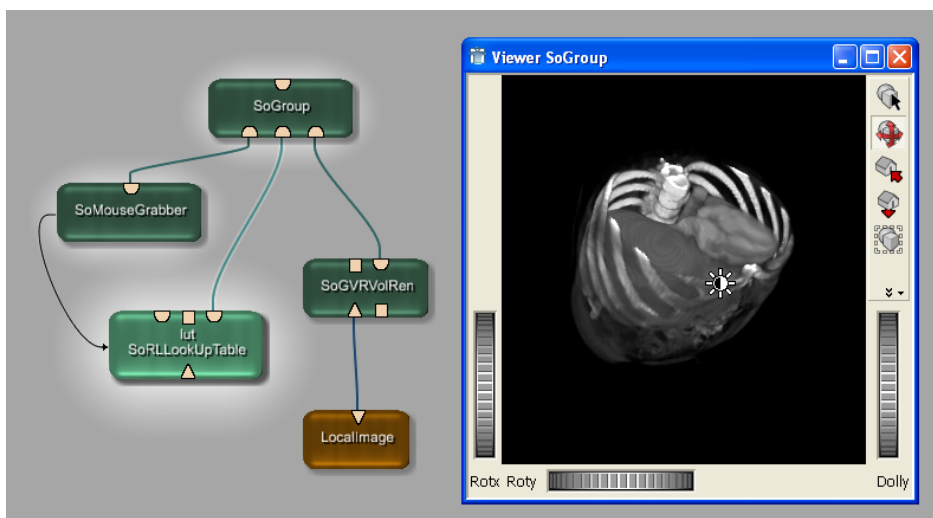 Viewer SoGroup
SoGroup
SoMouseGrabber
SoGVRVolRen
lut
SoRLLookUpTable
LocalImage
Rotx Roty
Dolly